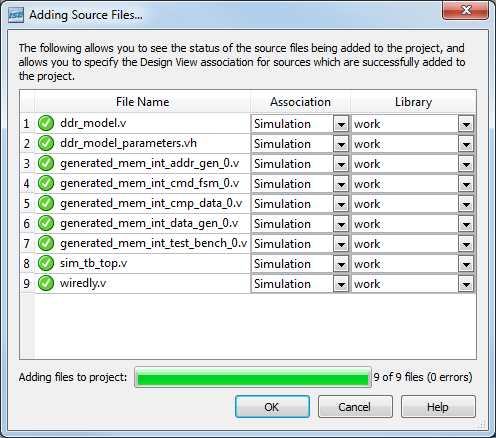 ISE Adding Source Files...
The following allows you to see the status of the source files being added to the project, and
allows you to specify the Design View association for sources which are successfully added to
the project.
File Name Association Library
1 ddr_model.v Simulation work
2 ddr_model_parameters.vh Simulation work
3 generated_mem_int_addr_gen_0.v Simulation work
4 generated_mem_int_cmd_fsm_0.v Simulation work
5 generated_mem_int_cmp_data_0.v Simulation work
6 generated_mem_int_data_gen_0.v Simulation work
7 generated_mem_int_test_bench_0.v Simulation work
8 sim_tb_top.v Simulation work
9 wiredly.v Simulation work
Adding files to project: 9 of 9 files (0 errors)
OK Cancel Help